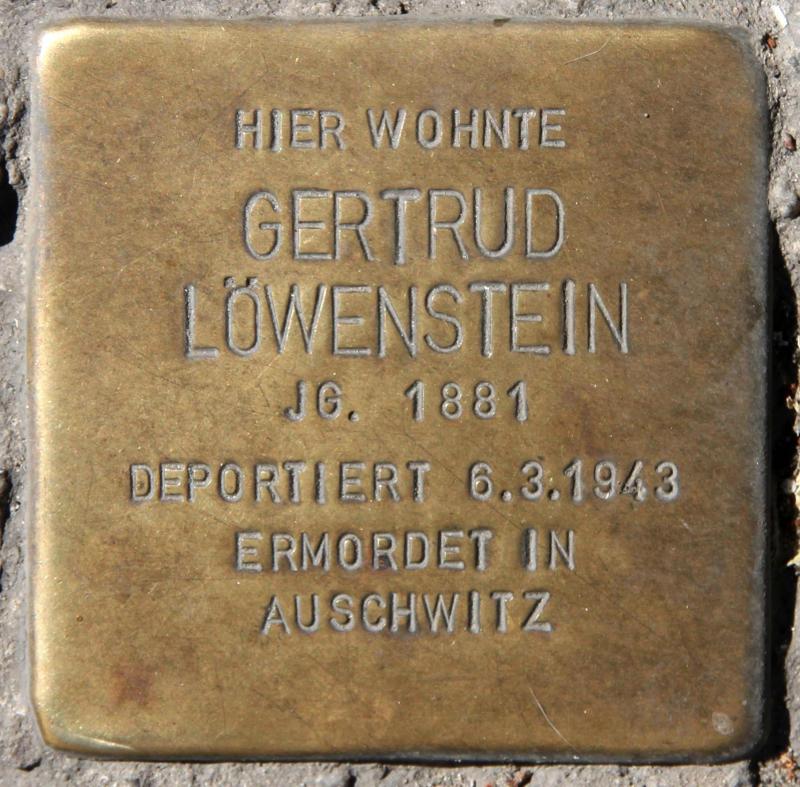 HIER WOHNTE
GERTRUD
LÖWENSTEIN
JG. 1881
DEPORTIERT 6.3.1943
ERMORDET IN
AUSCHWITZ